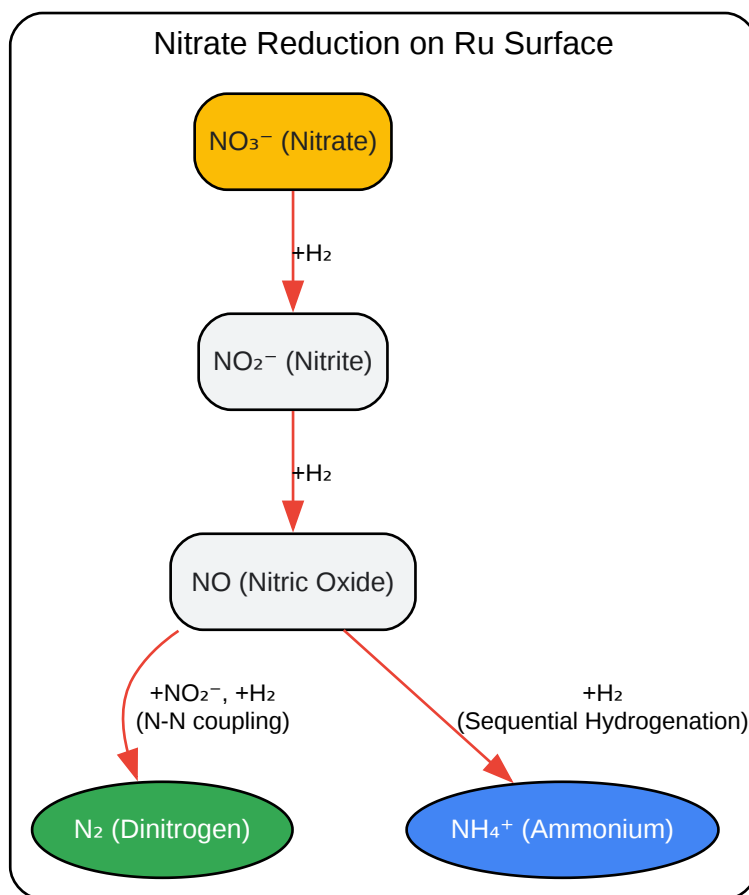 Nitrate Reduction on Ru Surface
NO₃⁻ (Nitrate)
+H₂
NO₂⁻ (Nitrite)
+H₂
NO (Nitric Oxide)
+NO₂⁻, +H₂
(N-N coupling)
+H₂
(Sequential Hydrogenation)
N₂ (Dinitrogen)
NH₄⁺ (Ammonium)